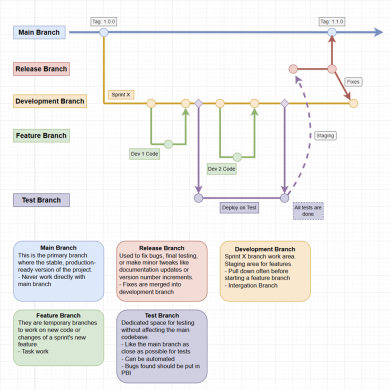 Tag: 1.0.0
Tag: 1.1.0
Main Branch
Release Branch
Fixes
Sprint X
Development Branch
Feature Branch
Staging
Dev 1 Code
Dev 2 Code
Test Branch
Deploy on Test
All tests are
done
Main Branch
This is the primary branch
where the stable, production-
ready version of the project.
- Never work directly with
main branch
Release Branch
Used to fix bugs, final testing,
or make minor tweaks like
documentation updates or
version number increments.
- Fixes are merged into
development branch
Development Branch
Sprint X branch work area.
Staging area for features.
- Pull down often before
starting a feature branch
- Intergation Branch
Feature Branch
They are temporary branches
to work on new code or
changes of a sprint's new
feature.
- Task work
Test Branch
Dedicated space for testing
without affecting the main
codebase.
- Like the main branch as
close as possible for tests
- Can be automated
- Bugs found should be put in
PBI